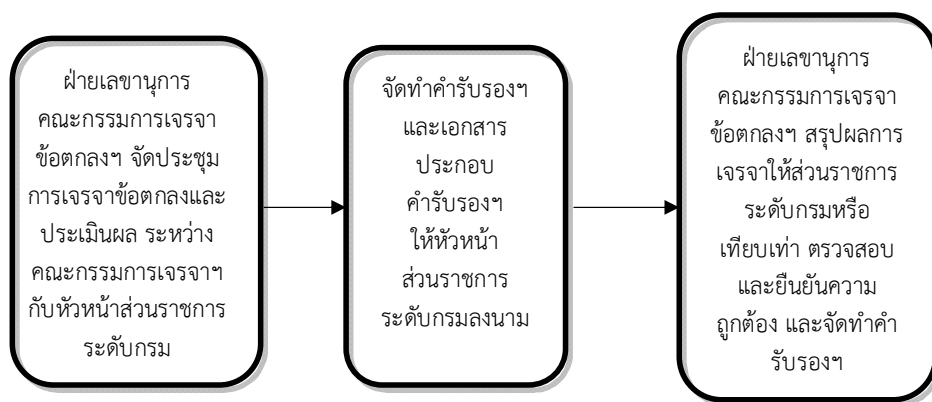 ฝ่ายเลขานุการ
คณะกรรมการเจรจา
ข้อตกลงฯ จัดประชุม
การเจรจาข้อตกลงและ
ประเมินผล ระหว่าง
คณะกรรมการเจรจาฯ
กับหัวหน้าส่วนราชการ
ระดับกรม
จัดทำคำรับรองฯ
และเอกสาร
ประกอบ
คำรับรองฯ
ให้หัวหน้า
ส่วนราชการ
ระดับกรมลงนาม
ฝ่ายเลขานุการ
คณะกรรมการเจรจา
ข้อตกลงฯ สรุปผลการ
เจรจาให้ส่วนราชการ
ระดับกรมหรือ
เทียบเท่า ตรวจสอบ
และยืนยันความ
ถูกต้อง และจัดทำคำ
รับรองฯ